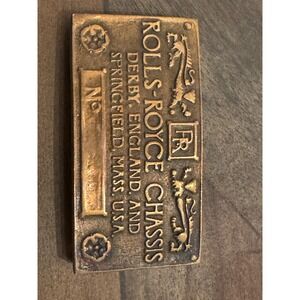 RR
ROLLS-ROYCE CHASSIS
DERBY, ENGLAND, AND
SPRINGFIELD, MASS. U.S.A.
No.